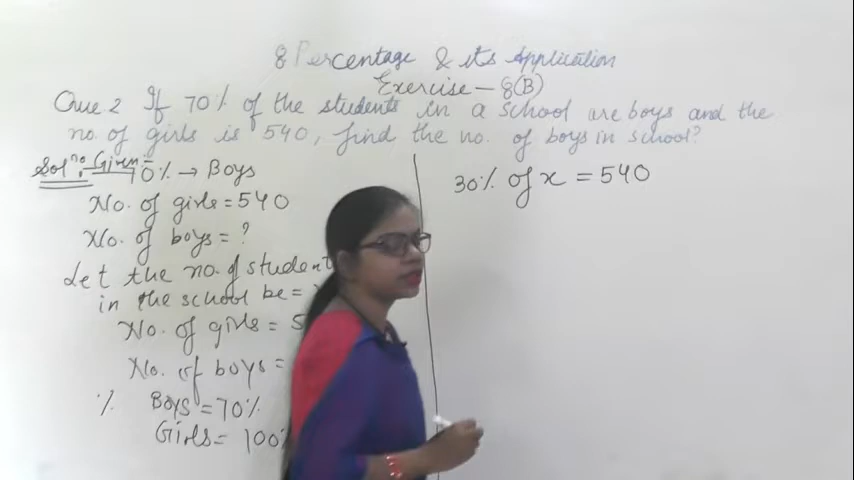 8 Percentage & its Application
Exercise - 8(B)
Que 2 If 70% of the students in a school are boys and the
no. of girls is 540, find the no. of boys in school?
Solⁿ. Given:- 70% → Boys
No. of girls = 540
No. of boys = ?
Let the no. of student
in the school be =
No. of girls = 5
No. of boys =
% Boys = 70%
Girls = 100%
30% of x = 540